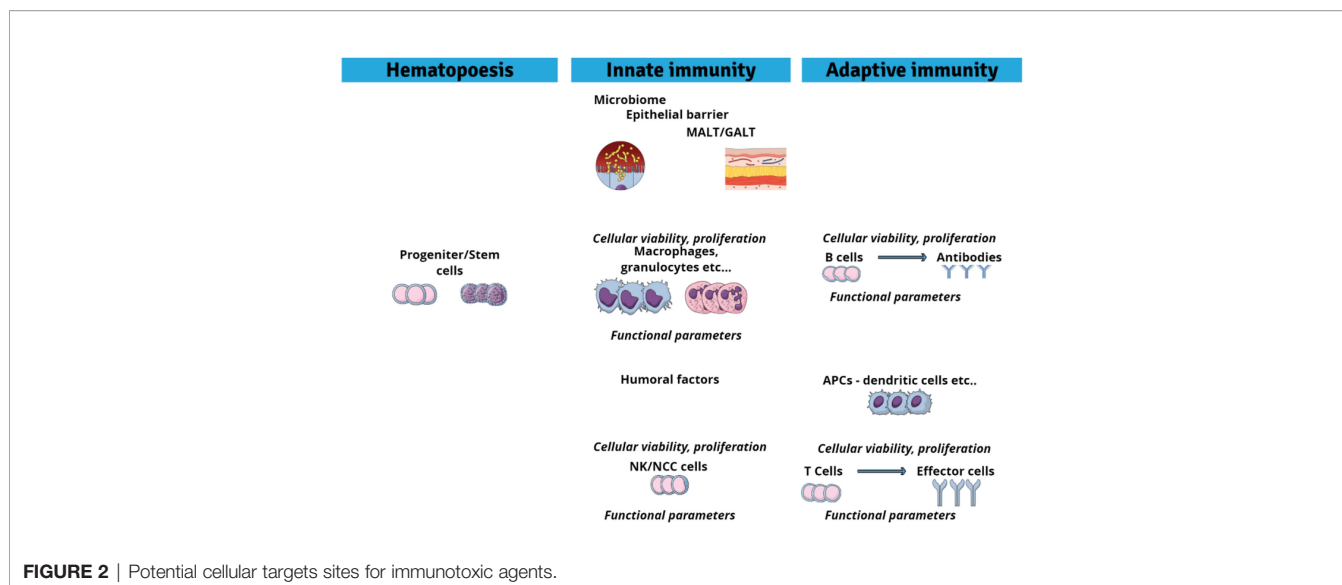 Hematopoesis
Innate immunity
Adaptive immunity
Microbiome
Epithelial barrier
MALT/GALT
Progeniter/Stem
cells
Cellular viability, proliferation
Macrophages,
granulocytes etc...
Functional parameters
Cellular viability, proliferation
B cells
Antibodies
Functional parameters
Humoral factors
APCs - dendritic cells etc..
Cellular viability, proliferation
NK/NCC cells
Functional parameters
Cellular viability, proliferation
T Cells
Effector cells
Functional parameters
FIGURE 2 | Potential cellular targets sites for immunotoxic agents.